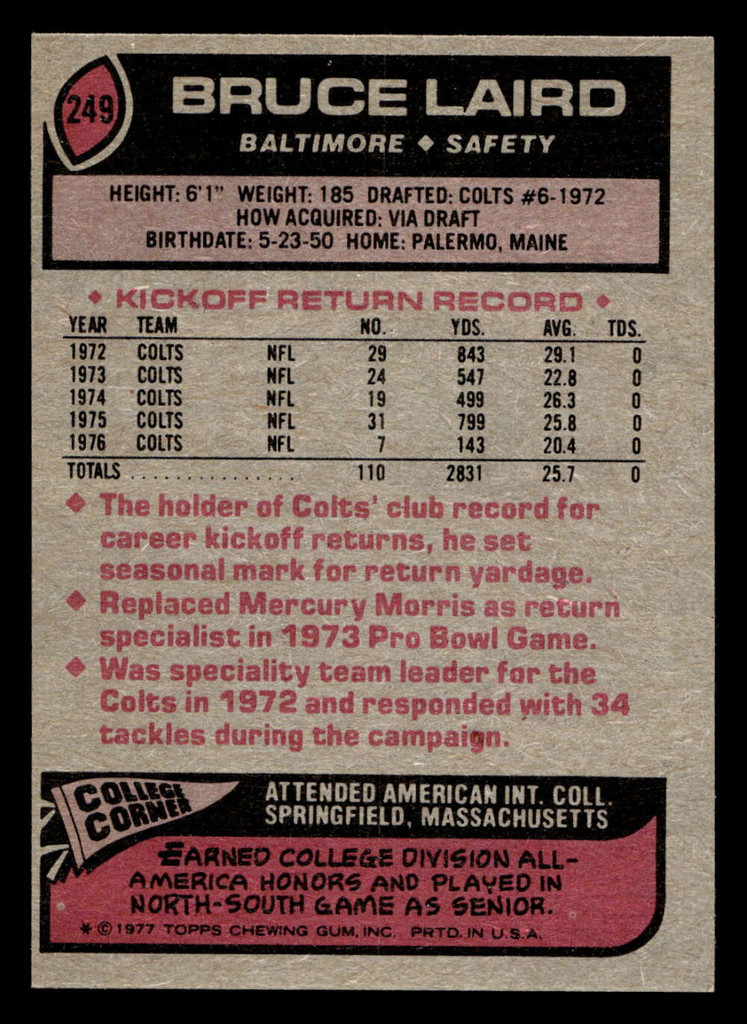 249
BRUCE LAIRD
BALTIMORE ◆ SAFETY
HEIGHT: 6'1" WEIGHT: 185 DRAFTED: COLTS #6-1972
HOW ACQUIRED: VIA DRAFT
BIRTHDATE: 5-23-50 HOME: PALERMO, MAINE
◆ KICKOFF RETURN RECORD ◆
YEAR TEAM NO. YDS. AVG. TDS.
1972 COLTS NFL 29 843 29.1 0
1973 COLTS NFL 24 547 22.8 0
1974 COLTS NFL 19 499 26.3 0
1975 COLTS NFL 31 799 25.8 0
1976 COLTS NFL 7 143 20.4 0
TOTALS ................ 110 2831 25.7 0
◆ The holder of Colts' club record for
career kickoff returns, he set
seasonal mark for return yardage.
◆ Replaced Mercury Morris as return
specialist in 1973 Pro Bowl Game.
◆ Was speciality team leader for the
Colts in 1972 and responded with 34
tackles during the campaign.
COLLEGE
CORNER
ATTENDED AMERICAN INT. COLL.
SPRINGFIELD, MASSACHUSETTS
EARNED COLLEGE DIVISION ALL-
AMERICA HONORS AND PLAYED IN
NORTH-SOUTH GAME AS SENIOR.
* © 1977 TOPPS CHEWING GUM, INC. PRTD. IN U.S.A.